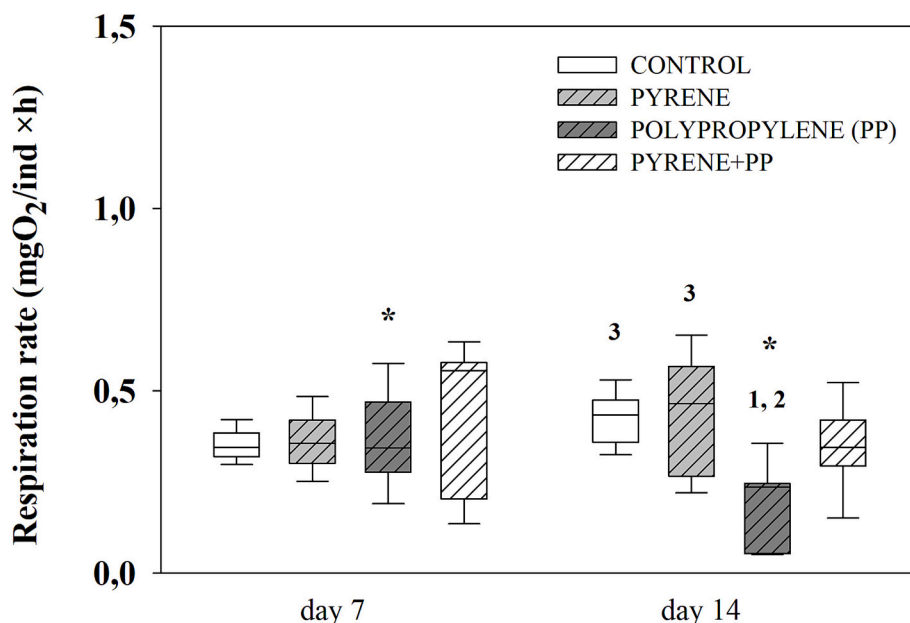 1,5
1,0
0,5
0,0
Respiration rate (mgO₂/ind ×h)
CONTROL
PYRENE
POLYPROPYLENE (PP)
PYRENE+PP
*
3
3
*
1, 2
day 7
day 14